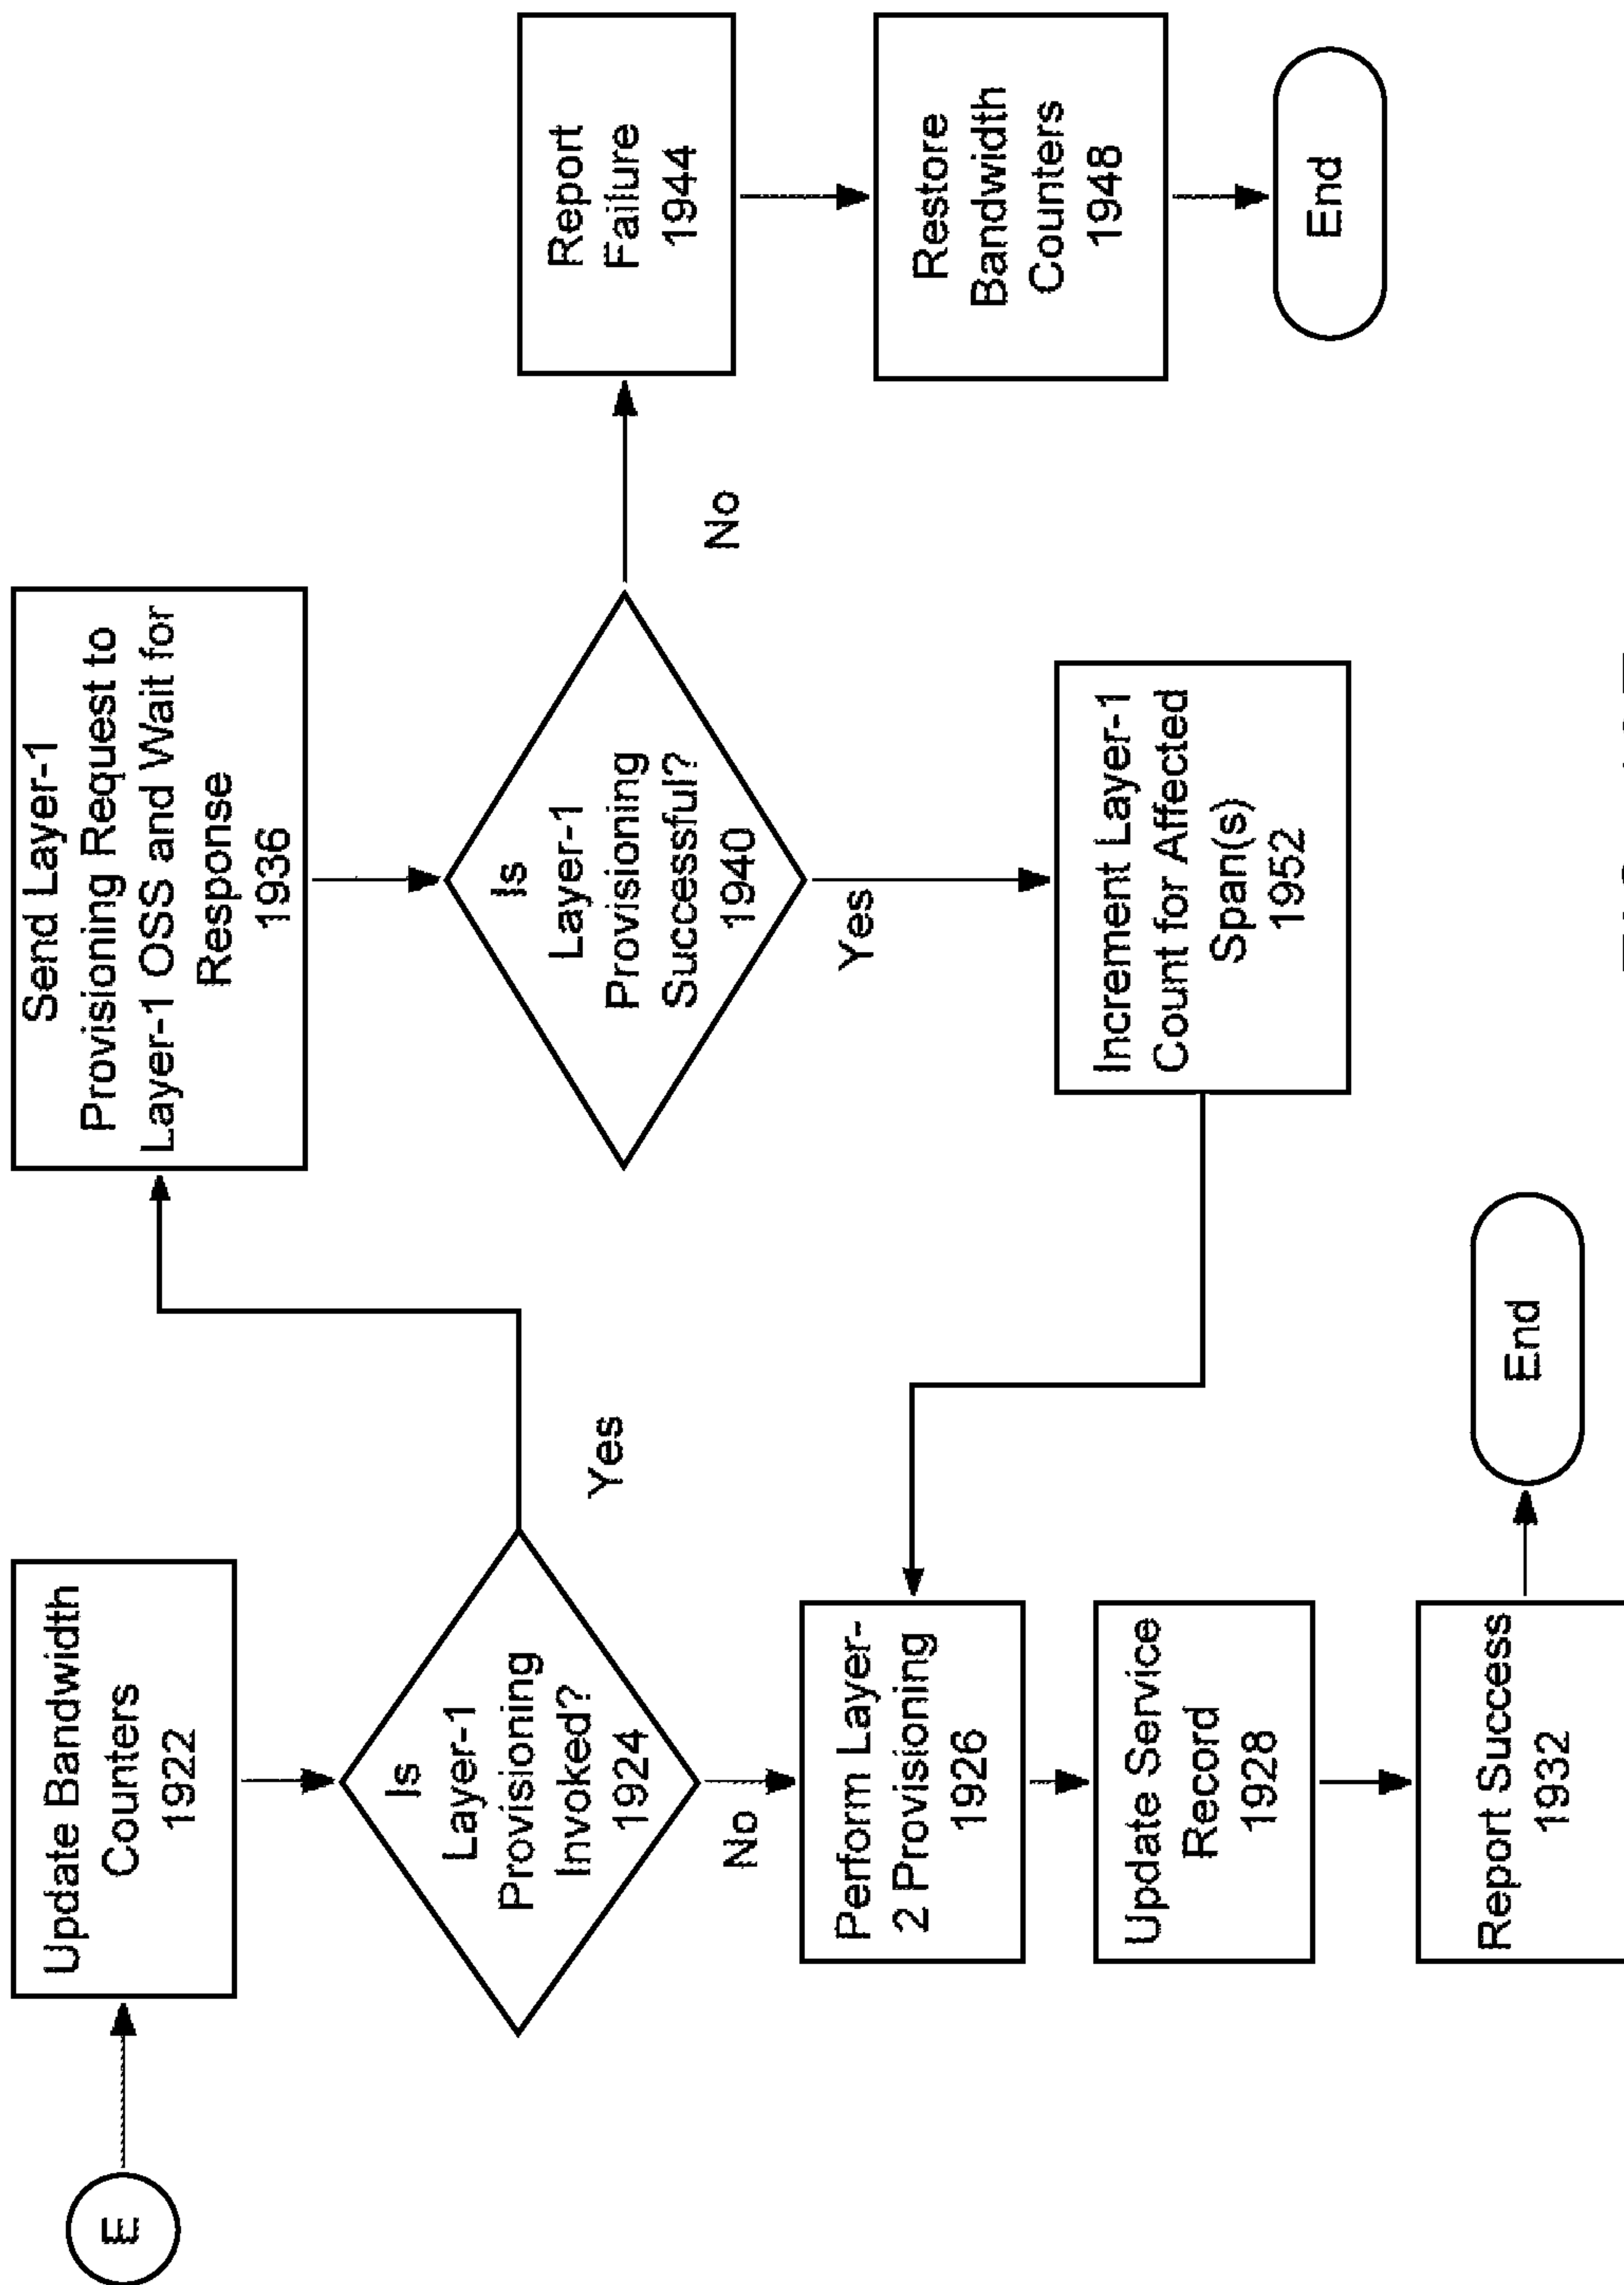 E
Update Bandwidth
Counters
1922
Is
Layer-1
Provisioning
Invoked?
1924
Yes
No
Perform Layer-
2 Provisioning
1926
Update Service
Record
1928
Report Success
1932
End
Send Layer-1
Provisioning Request to
Layer-1 OSS and Wait for
Response
1936
Is
Layer-1
Provisioning
Successful?
1940
No
Yes
Increment Layer-1
Count for Affected
Span(s)
1952
Report
Failure
1944
Restore
Bandwidth
Counters
1948
End